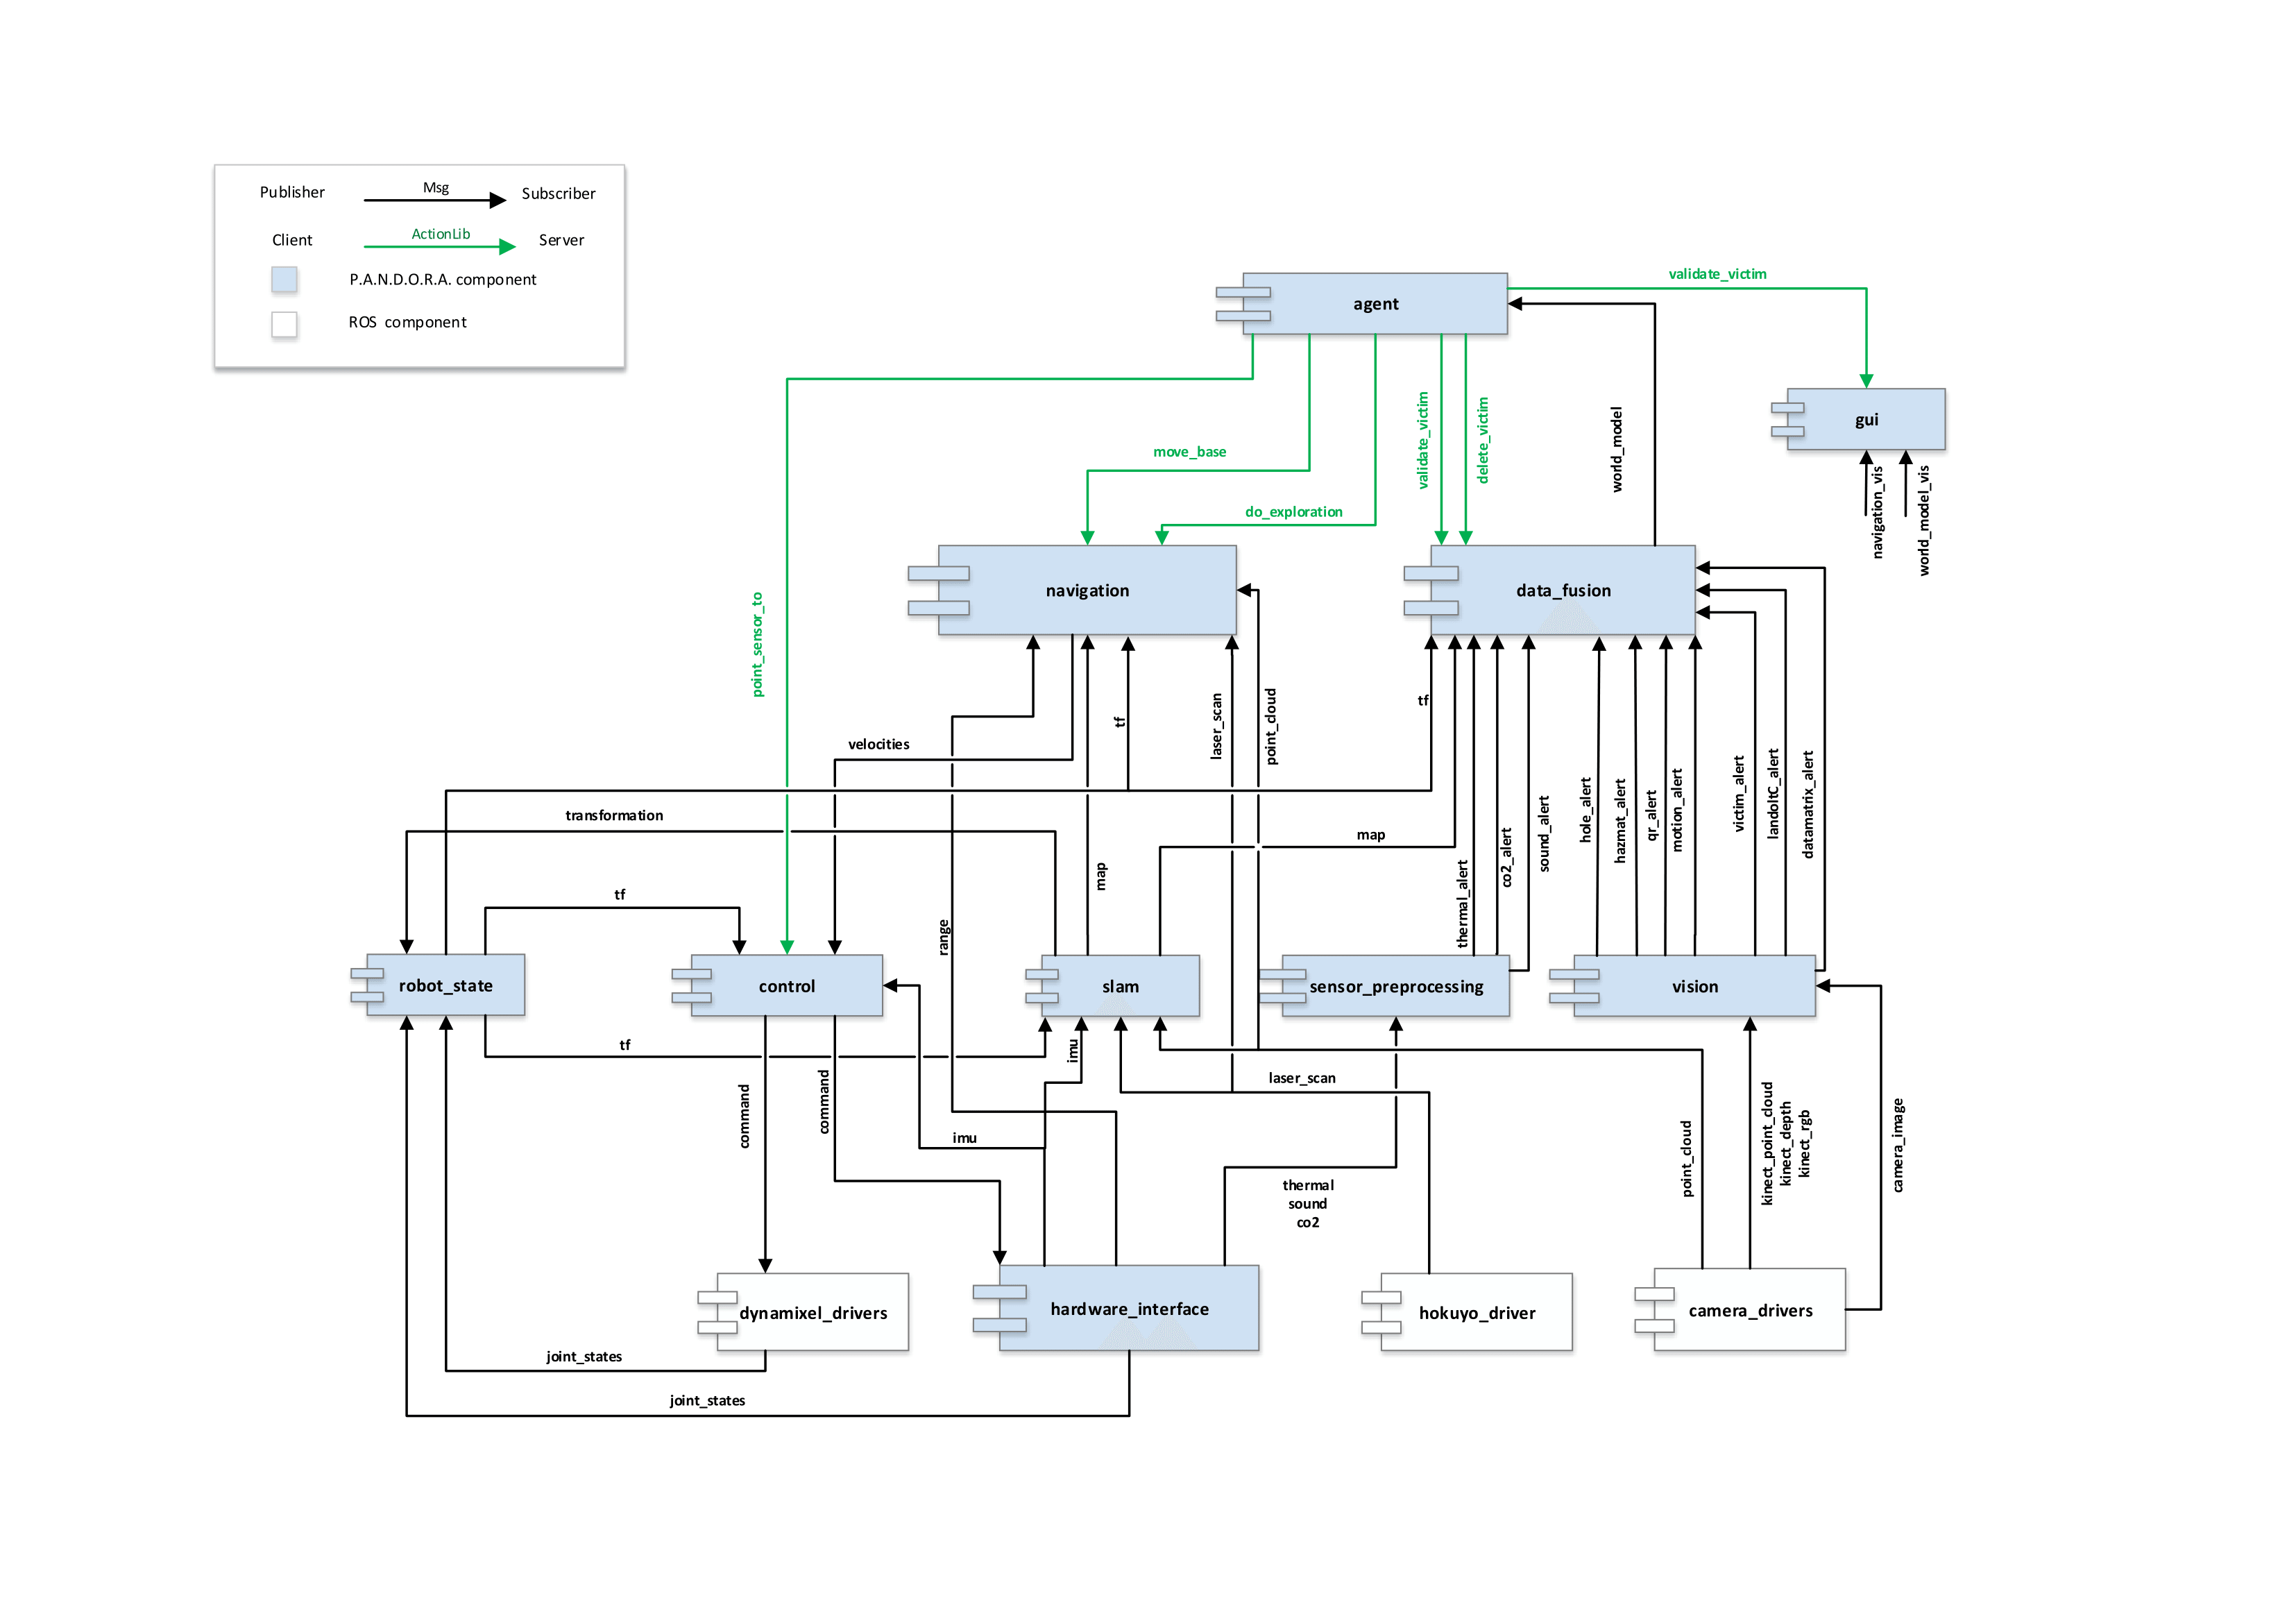 Publisher
Msg
Subscriber
Client
ActionLib
Server
P.A.N.D.O.R.A. component
ROS component
validate_victim
agent
gui
move_base
validate_victim
delete_victim
world_model
navigation_vis
world_model_vis
do_exploration
navigation
data_fusion
point_sensor_to
velocities
tf
laser_scan
point_cloud
tf
transformation
map
map
thermal_alert
co2_alert
sound_alert
hole_alert
hazmat_alert
qr_alert
motion_alert
victim_alert
landoltC_alert
datamatrix_alert
tf
range
robot_state
control
slam
sensor_preprocessing
vision
tf
imu
laser_scan
command
command
imu
thermal
sound
co2
point_cloud
kinect_point_cloud
kinect_depth
kinect_rgb
camera_image
dynamixel_drivers
hardware_interface
hokuyo_driver
camera_drivers
joint_states
joint_states